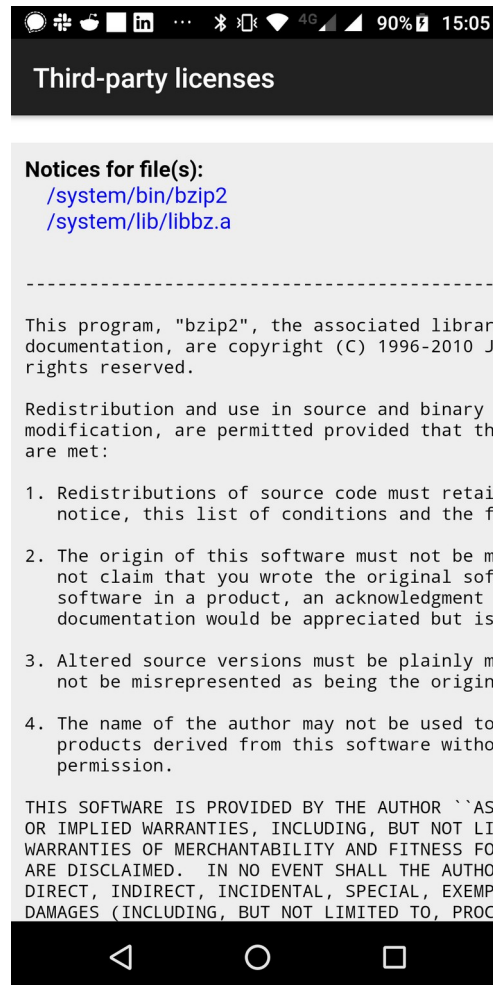 in ... 4G 90% 15:05
Third-party licenses
Notices for file(s):
/system/bin/bzip2
/system/lib/libbz.a
----------------------------------------------
This program, "bzip2", the associated librar
documentation, are copyright (C) 1996-2010 J
rights reserved.
Redistribution and use in source and binary
modification, are permitted provided that th
are met:
1. Redistributions of source code must retai
notice, this list of conditions and the f
2. The origin of this software must not be m
not claim that you wrote the original sof
software in a product, an acknowledgment
documentation would be appreciated but is
3. Altered source versions must be plainly m
not be misrepresented as being the origin
4. The name of the author may not be used to
products derived from this software witho
permission.
THIS SOFTWARE IS PROVIDED BY THE AUTHOR ``AS
OR IMPLIED WARRANTIES, INCLUDING, BUT NOT LI
WARRANTIES OF MERCHANTABILITY AND FITNESS FO
ARE DISCLAIMED.  IN NO EVENT SHALL THE AUTHO
DIRECT, INDIRECT, INCIDENTAL, SPECIAL, EXEMP
DAMAGES (INCLUDING, BUT NOT LIMITED TO, PROC